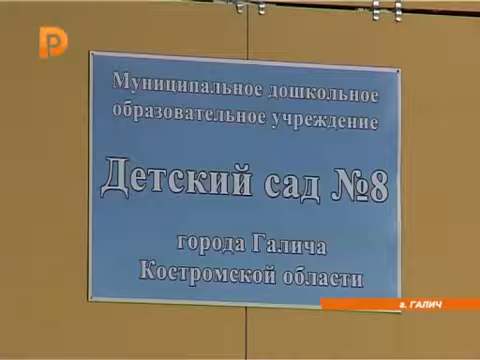 Муниципальное дошкольное
образовательное учреждение
Детский сад №8
города Галича
Костромской области
г. ГАЛИЧ